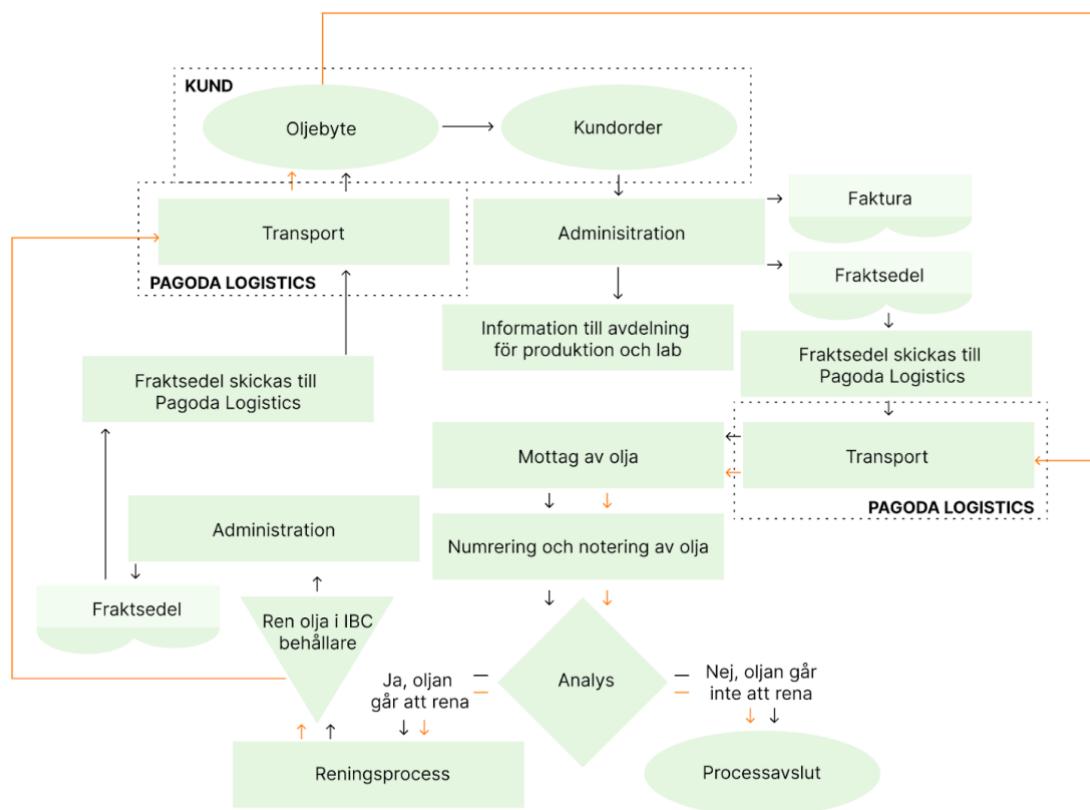 KUND
Oljebyte
Kundorder
Transport
PAGODA LOGISTICS
Adminisitration
Faktura
Fraktsedel
Information till avdelning
för produktion och lab
Fraktsedel skickas till
Pagoda Logistics
Fraktsedel skickas till
Pagoda Logistics
Mottag av olja
Transport
PAGODA LOGISTICS
Administration
Numrering och notering av olja
Fraktsedel
Ren olja i IBC
behållare
Ja, oljan
går att rena
Analys
Nej, oljan går
inte att rena
Reningsprocess
Processavslut